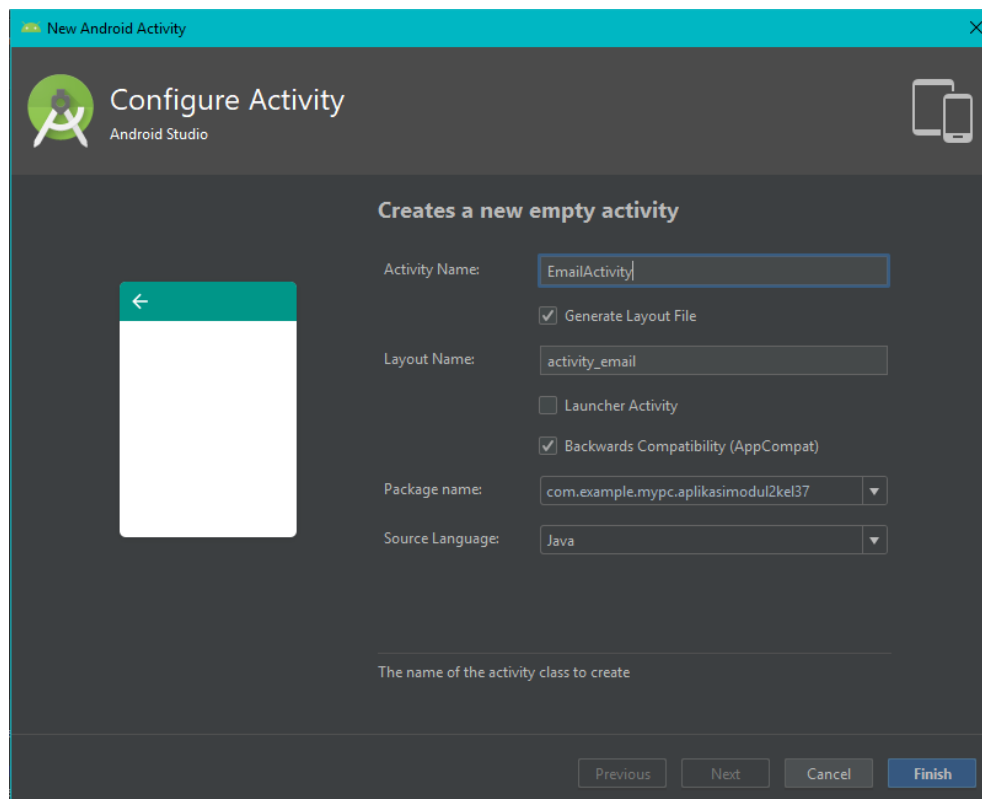 New Android Activity
Configure Activity
Android Studio
Creates a new empty activity
Activity Name:
EmailActivity
Generate Layout File
Layout Name:
activity_email
Launcher Activity
Backwards Compatibility (AppCompat)
Package name:
com.example.mypc.aplikasimodul2kel37
Source Language:
Java
The name of the activity class to create
Previous
Next
Cancel
Finish